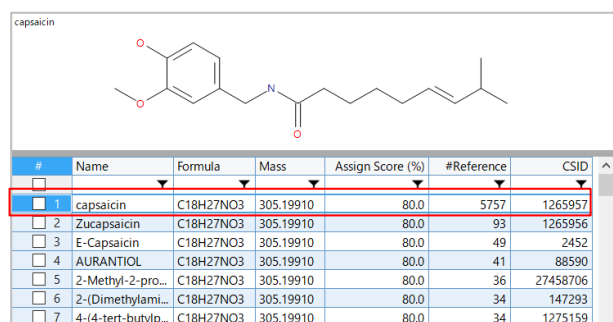 capsaicin
O
O
N
O
# Name Formula Mass Assign Score (%) #Reference CSID
1 capsaicin C18H27NO3 305.19910 80.0 5757 1265957
2 Zucapsaicin C18H27NO3 305.19910 80.0 93 1265956
3 E-Capsaicin C18H27NO3 305.19910 80.0 49 2452
4 AURANTIOL C18H27NO3 305.19910 80.0 41 88590
5 2-Methyl-2-pro... C18H27NO3 305.19910 80.0 36 27458706
6 2-(Dimethylami... C18H27NO3 305.19910 80.0 34 147293
7 4-(4-tert-butylp... C18H27NO3 305.19910 80.0 34 1275159